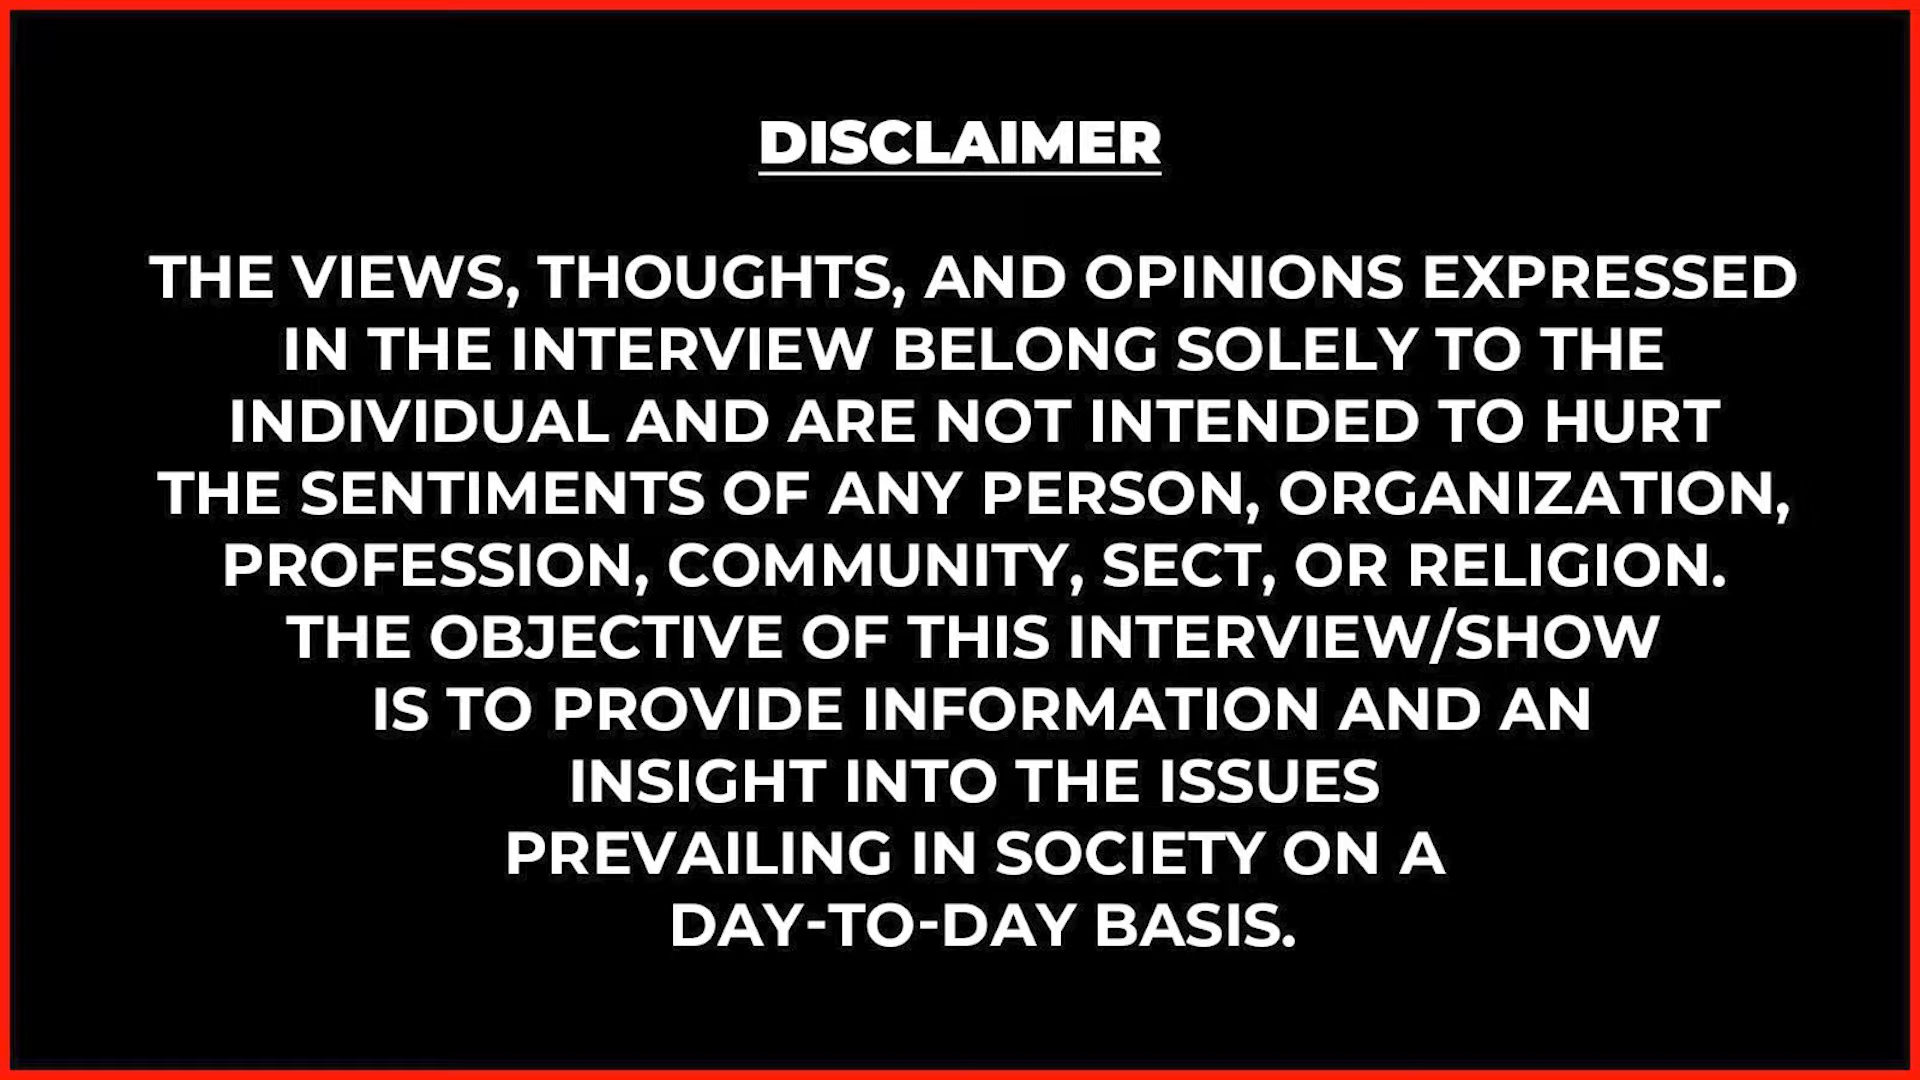 DISCLAIMER
THE VIEWS, THOUGHTS, AND OPINIONS EXPRESSED
IN THE INTERVIEW BELONG SOLELY TO THE
INDIVIDUAL AND ARE NOT INTENDED TO HURT
THE SENTIMENTS OF ANY PERSON, ORGANIZATION,
PROFESSION, COMMUNITY, SECT, OR RELIGION.
THE OBJECTIVE OF THIS INTERVIEW/SHOW
IS TO PROVIDE INFORMATION AND AN
INSIGHT INTO THE ISSUES
PREVAILING IN SOCIETY ON A
DAY-TO-DAY BASIS.